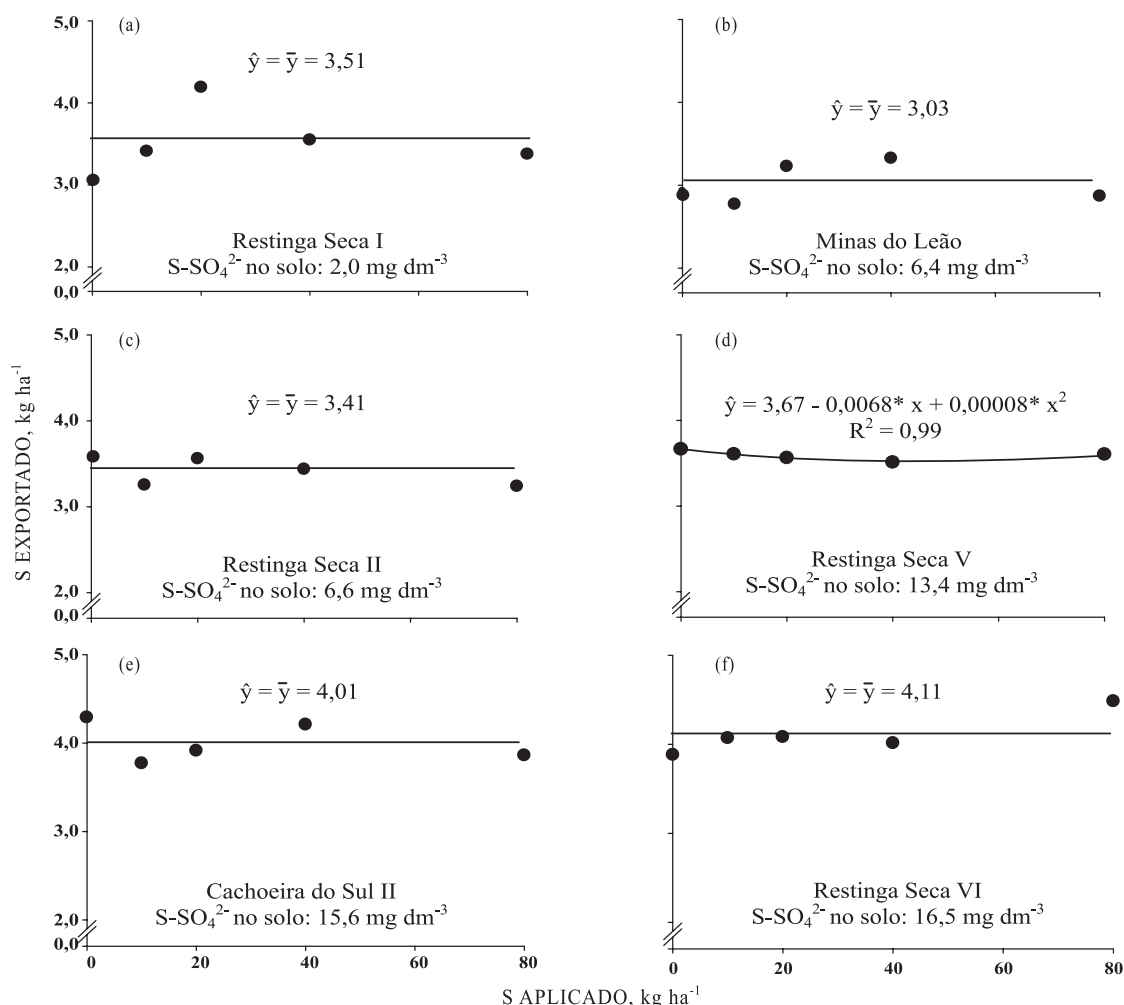 S EXPORTADO, kg ha⁻¹
(a)
5,0
4,0
3,0
2,0
0,0
ŷ = ȳ = 3,51
Restinga Seca I
S-SO₄²⁻ no solo: 2,0 mg dm⁻³
(b)
ŷ = ȳ = 3,03
Minas do Leão
S-SO₄²⁻ no solo: 6,4 mg dm⁻³
(c)
5,0
4,0
3,0
2,0
0,0
ŷ = ȳ = 3,41
Restinga Seca II
S-SO₄²⁻ no solo: 6,6 mg dm⁻³
(d)
ŷ = 3,67 - 0,0068* x + 0,00008* x²
R² = 0,99
Restinga Seca V
S-SO₄²⁻ no solo: 13,4 mg dm⁻³
(e)
5,0
4,0
3,0
2,0
0,0
ŷ = ȳ = 4,01
Cachoeira do Sul II
S-SO₄²⁻ no solo: 15,6 mg dm⁻³
0 20 40 60 80
(f)
ŷ = ȳ = 4,11
Restinga Seca VI
S-SO₄²⁻ no solo: 16,5 mg dm⁻³
0 20 40 60 80
S APLICADO, kg ha⁻¹